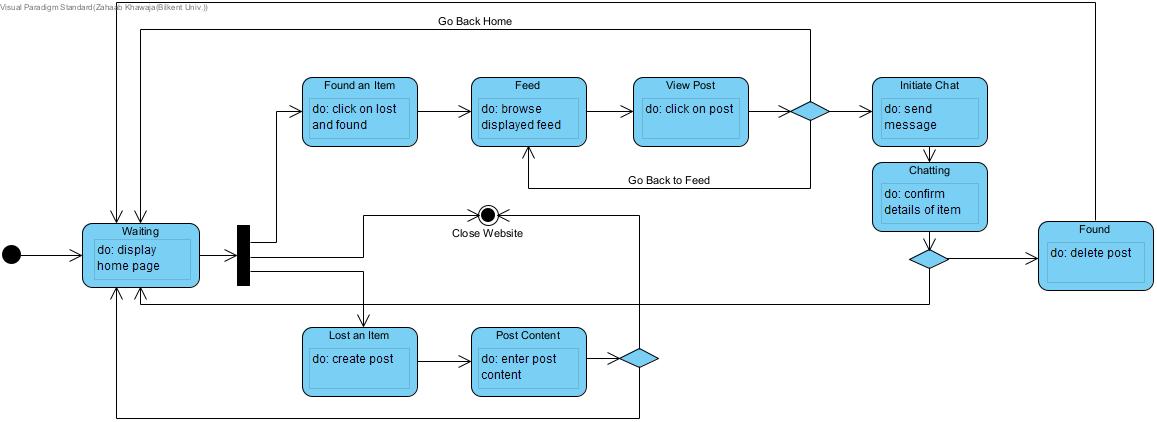 Visual Paradigm Standard(Zahaab Khawaja(Bilkent Univ.))
Go Back Home
Found an Item
do: click on lost
and found
Feed
do: browse
displayed feed
View Post
do: click on post
Initiate Chat
do: send
message
Go Back to Feed
Chatting
do: confirm
details of item
Waiting
do: display
home page
Close Website
Found
do: delete post
Lost an Item
do: create post
Post Content
do: enter post
content